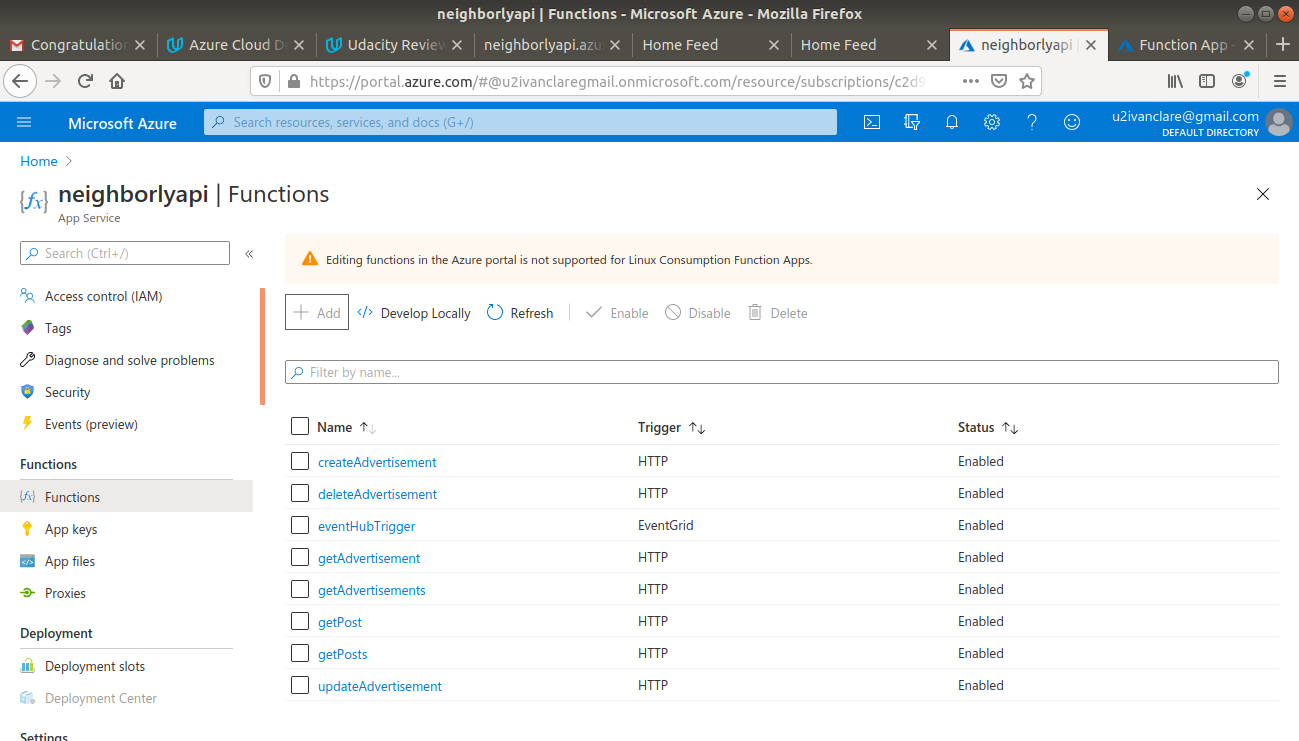 neighborlyapi | Functions - Microsoft Azure - Mozilla Firefox
Congratulation
Azure Cloud D
Udacity Review
neighborlyapi.azu
Home Feed
Home Feed
neighborlyapi |
Function App -
https://portal.azure.com/#@u2ivanclaregmail.onmicrosoft.com/resource/subscriptions/c2d9
Microsoft Azure
Search resources, services, and docs (G+/)
u2ivanclare@gmail.com
DEFAULT DIRECTORY
Home
neighborlyapi | Functions
App Service
Search (Ctrl+/)
«
Access control (IAM)
Tags
Diagnose and solve problems
Security
Events (preview)
Functions
Functions
App keys
App files
Proxies
Deployment
Deployment slots
Deployment Center
Settings
Editing functions in the Azure portal is not supported for Linux Consumption Function Apps.
Add
Develop Locally
Refresh
Enable
Disable
Delete
Filter by name...
Name Trigger Status
createAdvertisement HTTP Enabled
deleteAdvertisement HTTP Enabled
eventHubTrigger EventGrid Enabled
getAdvertisement HTTP Enabled
getAdvertisements HTTP Enabled
getPost HTTP Enabled
getPosts HTTP Enabled
updateAdvertisement HTTP Enabled